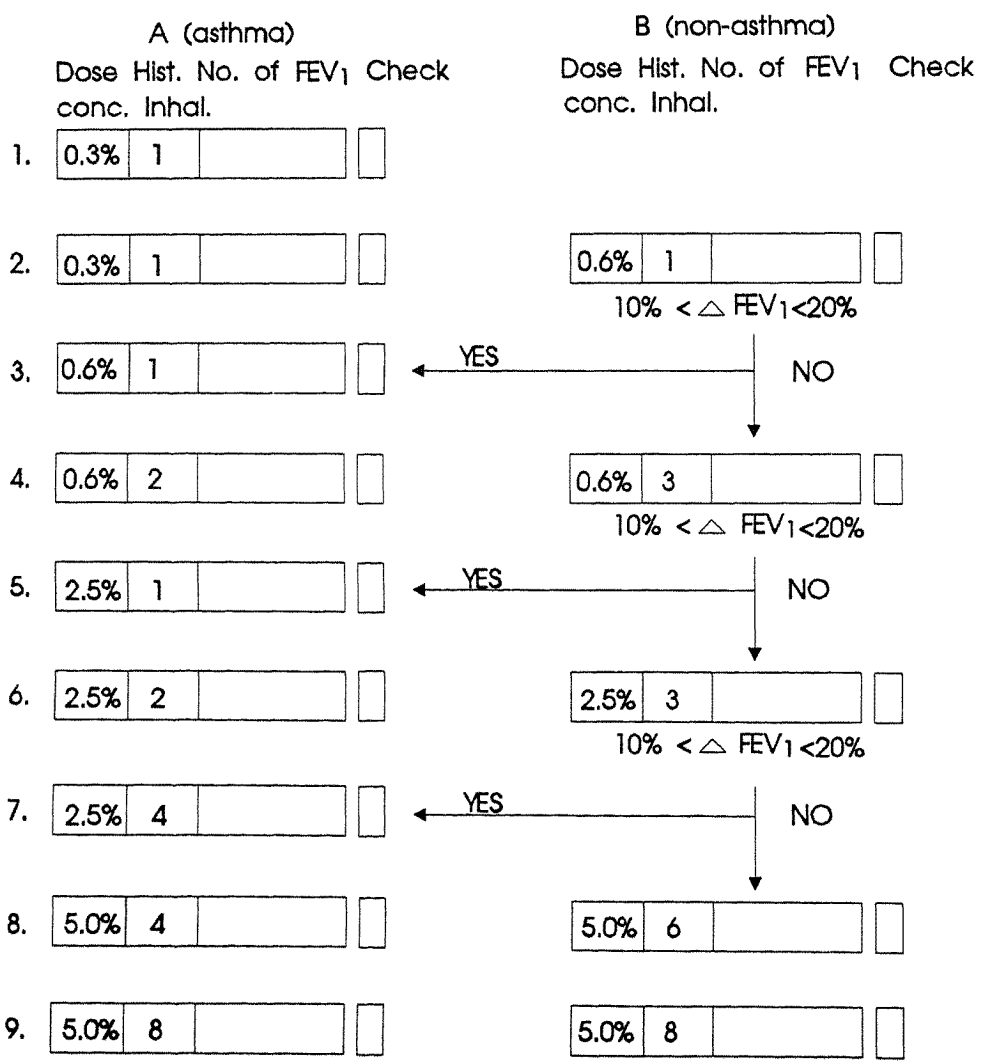 A (asthma)
Dose Hist. No. of FEV1 Check
conc. Inhal.
B (non-asthma)
Dose Hist. No. of FEV1 Check
conc. Inhal.
1. 0.3% 1
2. 0.3% 1
0.6% 1
10% < △ FEV1<20%
3. 0.6% 1
YES
NO
4. 0.6% 2
0.6% 3
10% < △ FEV1<20%
5. 2.5% 1
YES
NO
6. 2.5% 2
2.5% 3
10% < △ FEV1<20%
7. 2.5% 4
YES
NO
8. 5.0% 4
5.0% 6
9. 5.0% 8
5.0% 8